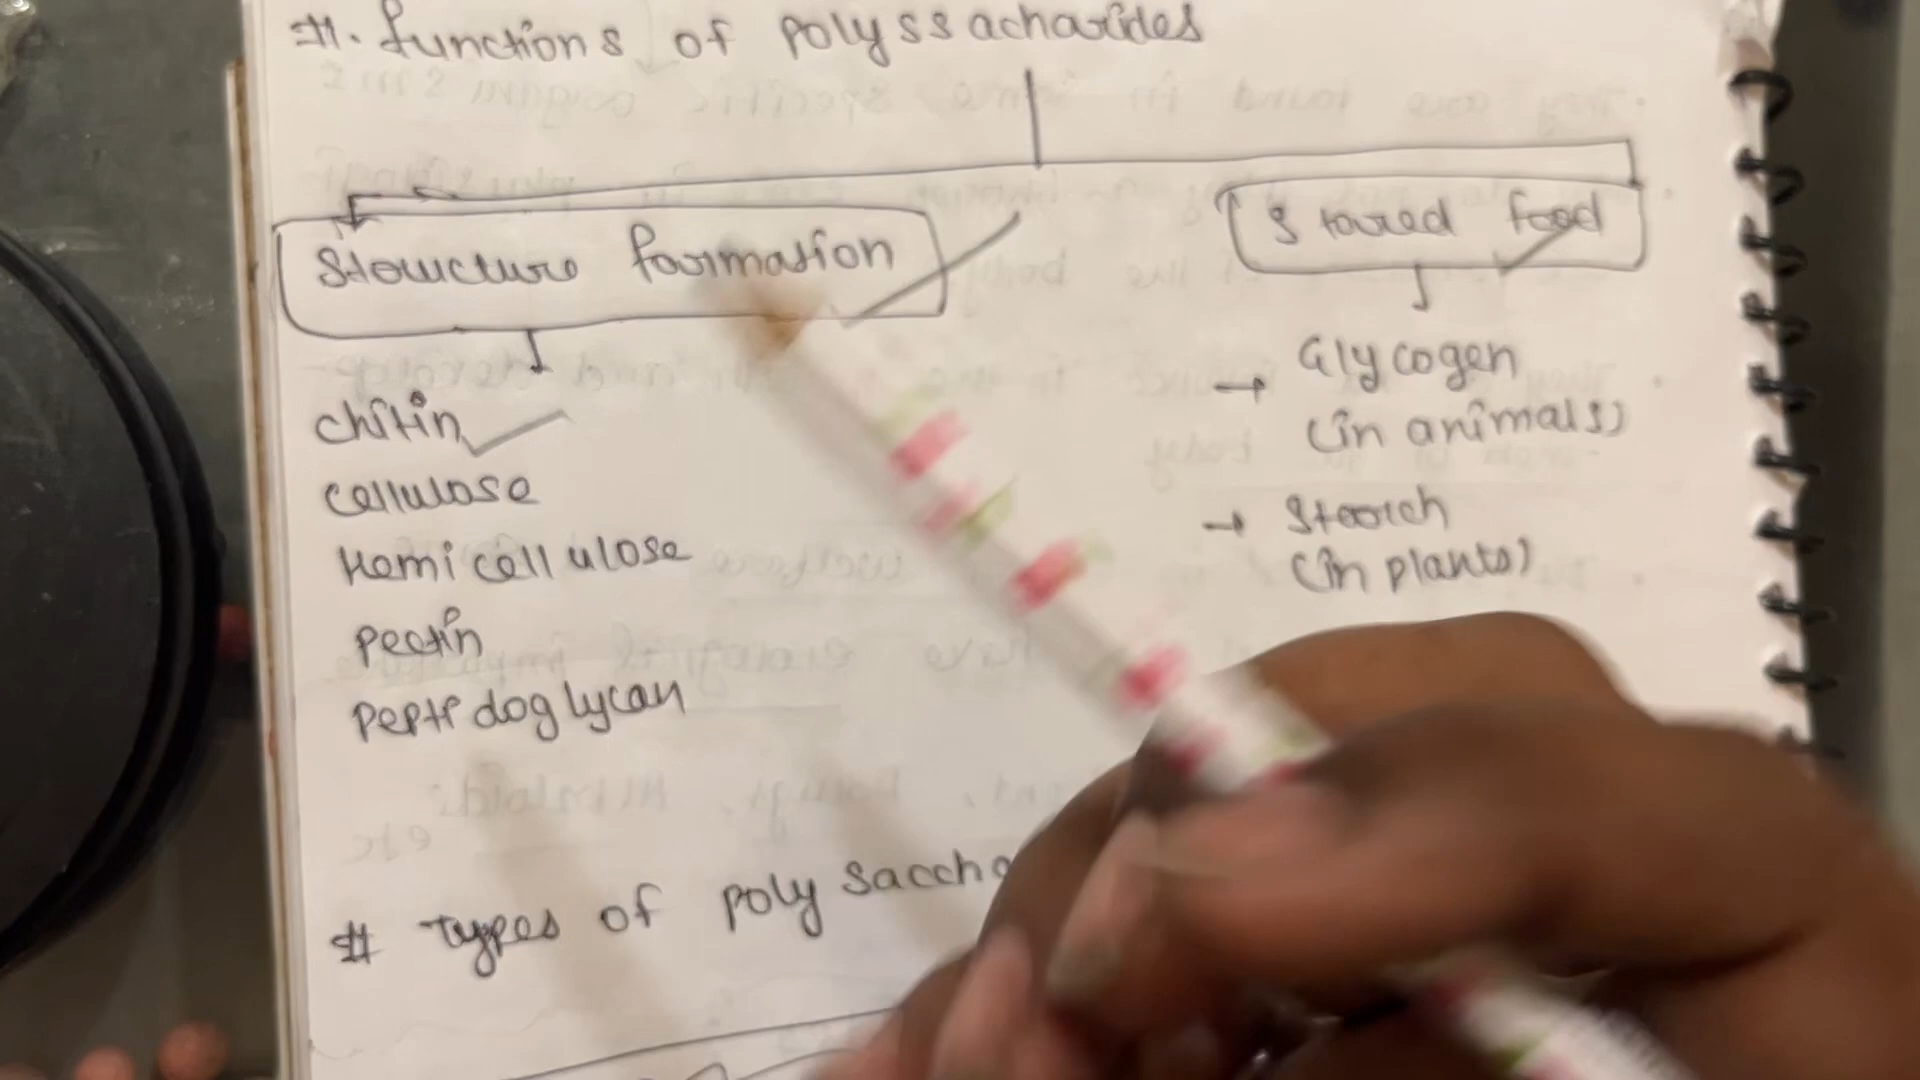 #. functions of polyssacharides
Structure formation
Stored food
chitin
cellulose
Hemicellulose
pectin
peptidoglycan
→ Glycogen
(in animals)
→ Starch
(in plants)
# types of poly saccha